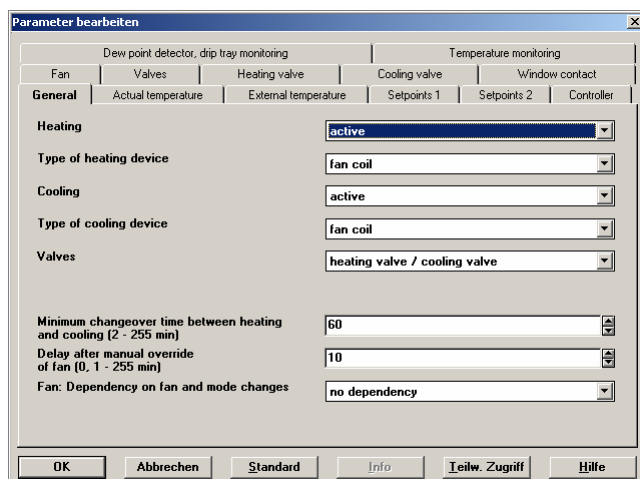 Parameter bearbeiten
Dew point detector, drip tray monitoring
Temperature monitoring
Fan
Valves
Heating valve
Cooling valve
Window contact
General
Actual temperature
External temperature
Setpoints 1
Setpoints 2
Controller
Heating
active
Type of heating device
fan coil
Cooling
active
Type of cooling device
fan coil
Valves
heating valve / cooling valve
Minimum changeover time between heating
and cooling (2 - 255 min)
60
Delay after manual override
of fan (0, 1 - 255 min)
10
Fan: Dependency on fan and mode changes
no dependency
OK
Abbrechen
Standard
Info
Teilw. Zugriff
Hilfe